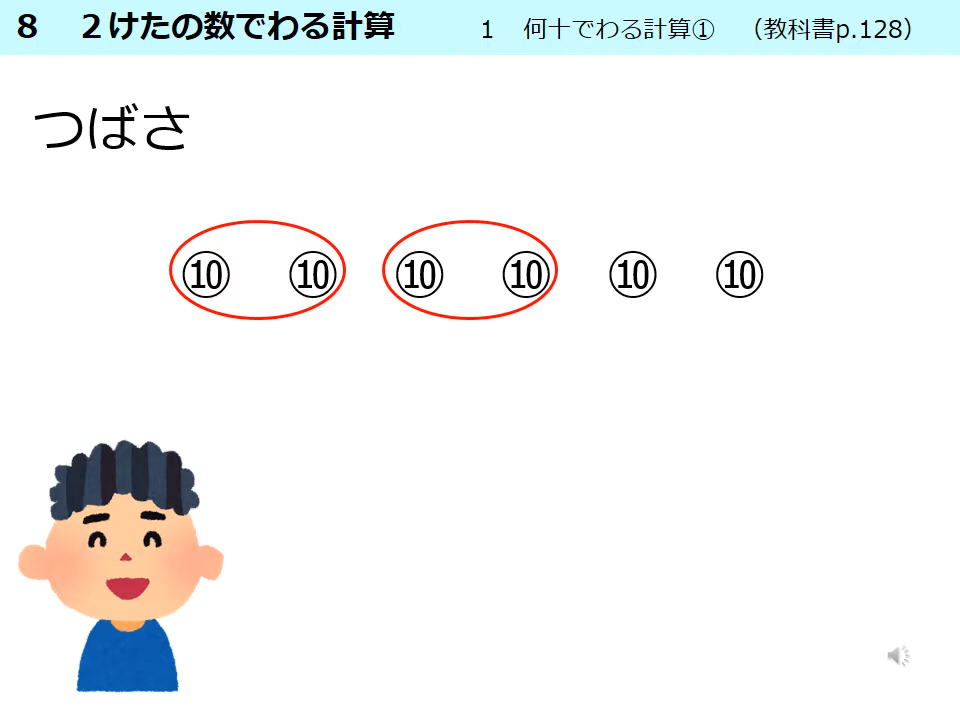 ８　２けたの数でわる計算　１　何十でわる計算①　（教科書p.128）
つばさ
⑩ ⑩ ⑩ ⑩ ⑩ ⑩